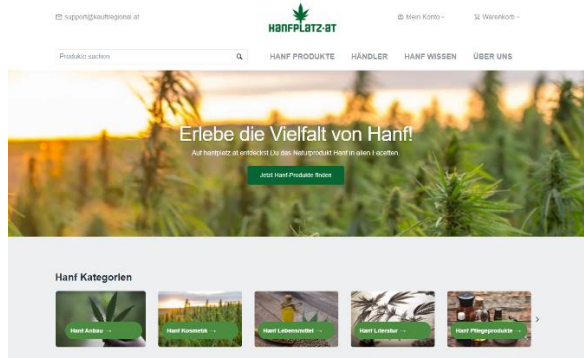 support@kaufregional.at
HANFPLATZ·AT
Mein Konto
Warenkorb
Produkte suchen
HANF PRODUKTE
HÄNDLER
HANF WISSEN
ÜBER UNS
Erlebe die Vielfalt von Hanf!
Auf hanfplatz.at entdeckst Du das Naturprodukt Hanf in allen Facetten.
Jetzt Hanf-Produkte finden
Hanf Kategorien
Hanf Anbau →
Hanf Kosmetik →
Hanf Lebensmittel →
Hanf Literatur →
Hanf Pflegeprodukte →